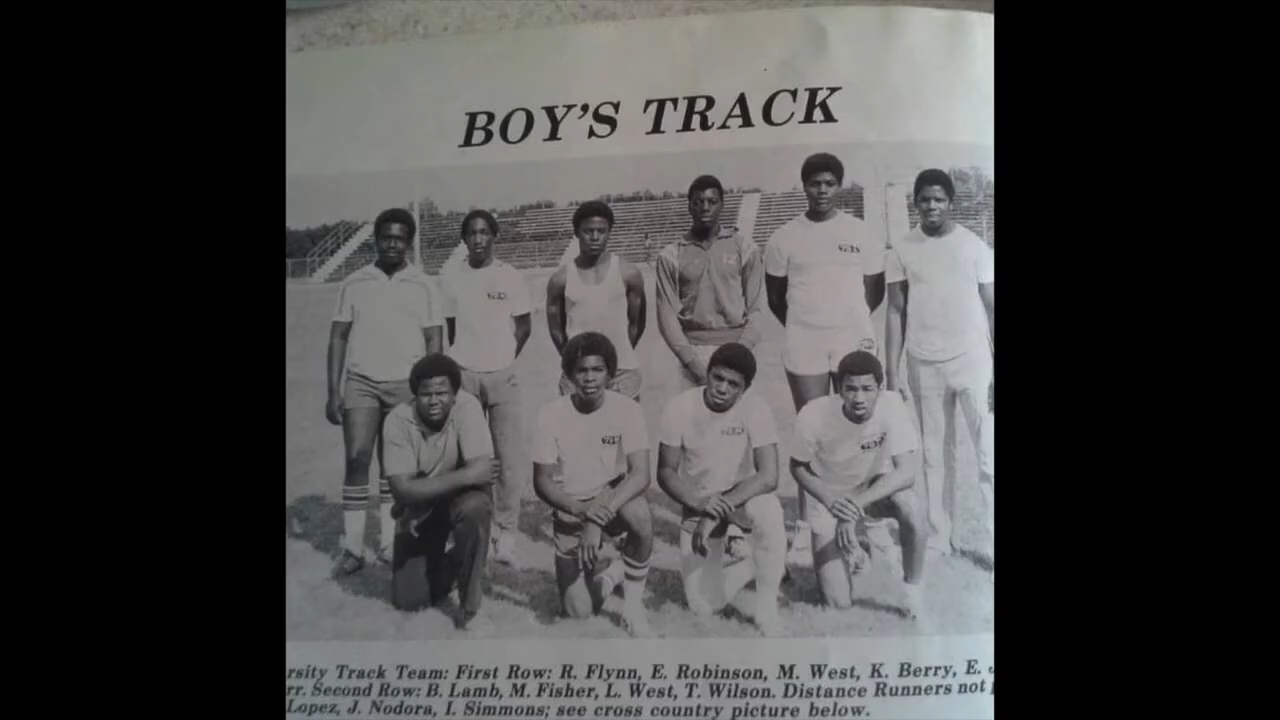 BOY'S TRACK
rsity Track Team: First Row: R. Flynn, E. Robinson, M. West, K. Berry, E.
rr. Second Row: B. Lamb, M. Fisher, L. West, T. Wilson. Distance Runners not
Lopez, J. Nodora, I. Simmons; see cross country picture below.